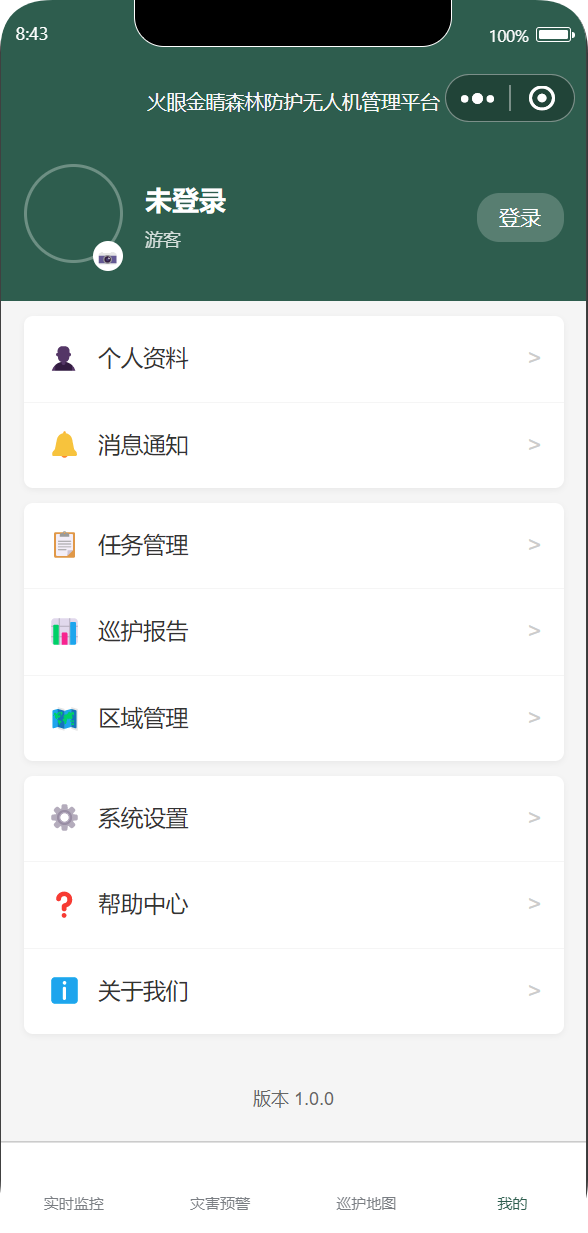 8:43
100%
火眼金睛森林防护无人机管理平台
未登录
游客
登录
个人资料 >
消息通知 >
任务管理 >
巡护报告 >
区域管理 >
系统设置 >
帮助中心 >
关于我们 >
版本 1.0.0
实时监控 灾害预警 巡护地图 我的